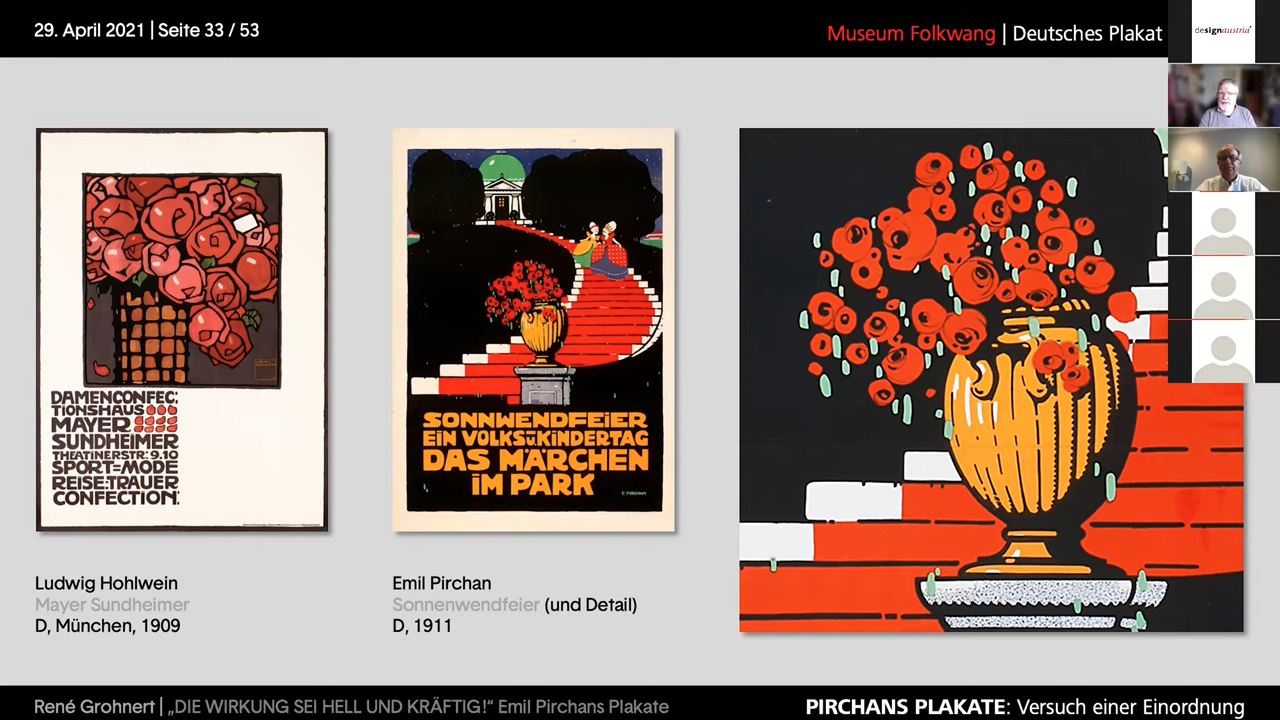 29. April 2021 | Seite 33 / 53
Museum Folkwang | Deutsches Plakat
designaustria
DAMENCONFEC:
TIONSHAUS
MAYER
SUNDHEIMER
THEATINERSTR: 9.10
SPORT=MODE
REISE:TRAUER
CONFECTION:
SONNWENDFEIER
EIN VOLKS U KINDERTAG
DAS MÄRCHEN
IM PARK
E. PIRCHAN
Ludwig Hohlwein
Mayer Sundheimer
D, München, 1909
Emil Pirchan
Sonnenwendfeier (und Detail)
D, 1911
René Grohnert | „DIE WIRKUNG SEI HELL UND KRÄFTIG!“ Emil Pirchans Plakate
PIRCHANS PLAKATE: Versuch einer Einordnung